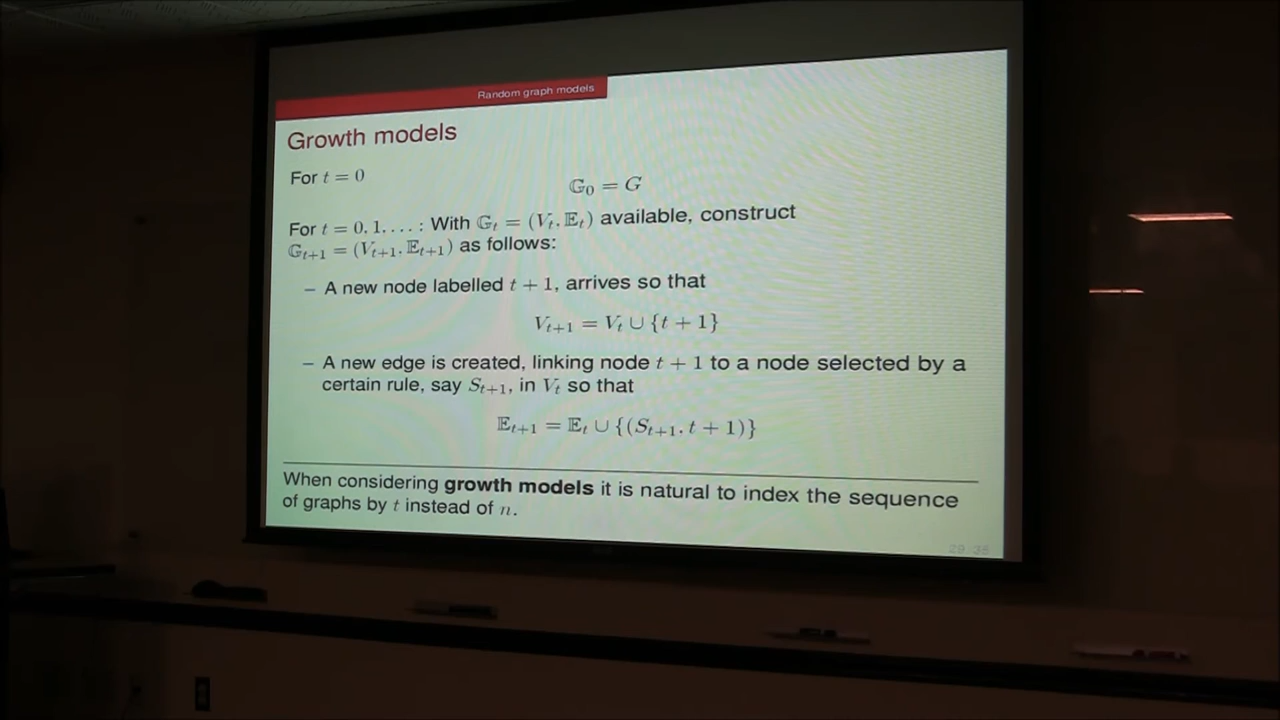 Random graph models
Growth models
For t = 0
𝔾₀ = G
For t = 0, 1, . . . : With 𝔾ₜ = (Vₜ, 𝔼ₜ) available, construct
𝔾ₜ₊₁ = (Vₜ₊₁, 𝔼ₜ₊₁) as follows:
– A new node labelled t + 1, arrives so that
Vₜ₊₁ = Vₜ ∪ {t + 1}
– A new edge is created, linking node t + 1 to a node selected by a
certain rule, say Sₜ₊₁, in Vₜ so that
𝔼ₜ₊₁ = 𝔼ₜ ∪ {(Sₜ₊₁, t + 1)}
When considering growth models it is natural to index the sequence
of graphs by t instead of n.
29/35